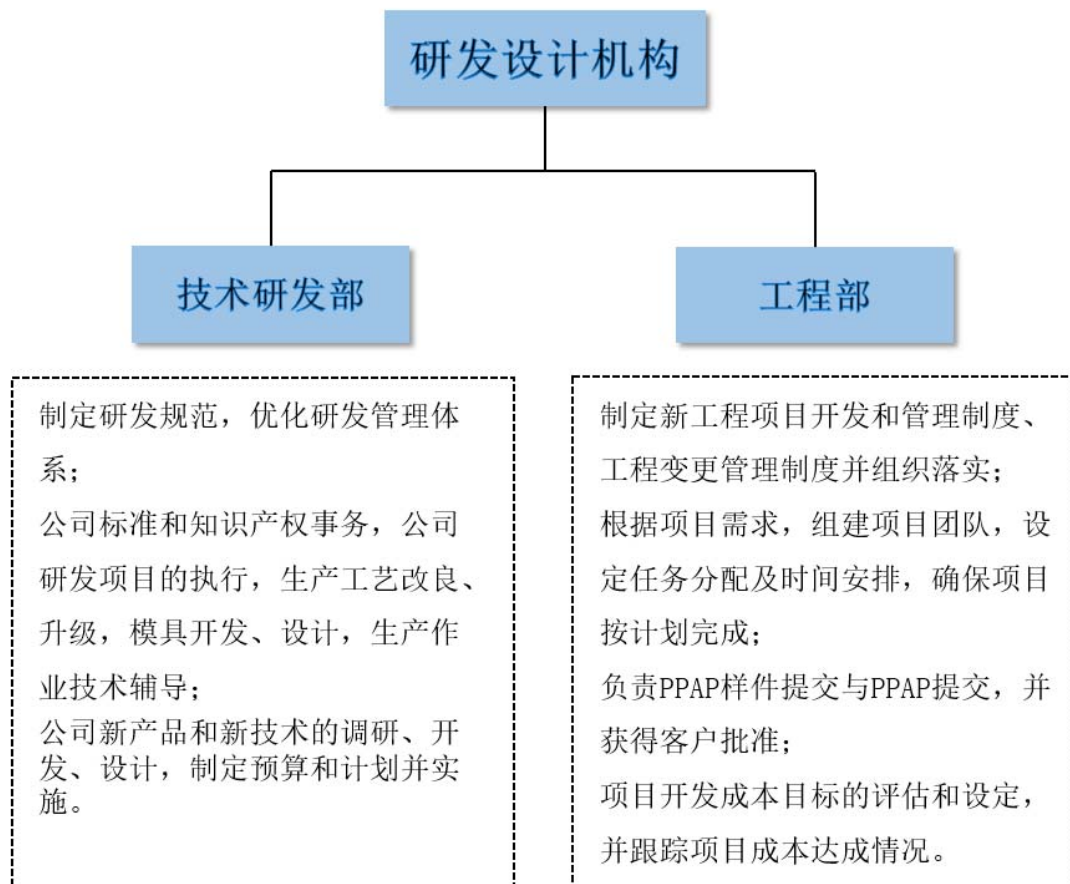 研发设计机构
技术研发部
工程部
制定研发规范，优化研发管理体
系；
公司标准和知识产权事务，公司
研发项目的执行，生产工艺改良、
升级，模具开发、设计，生产作
业技术辅导；
公司新产品和新技术的调研、开
发、设计，制定预算和计划并实
施。
制定新工程项目开发和管理制度、
工程变更管理制度并组织落实；
根据项目需求，组建项目团队，设
定任务分配及时间安排，确保项目
按计划完成；
负责PPAP样件提交与PPAP提交，并
获得客户批准；
项目开发成本目标的评估和设定，
并跟踪项目成本达成情况。